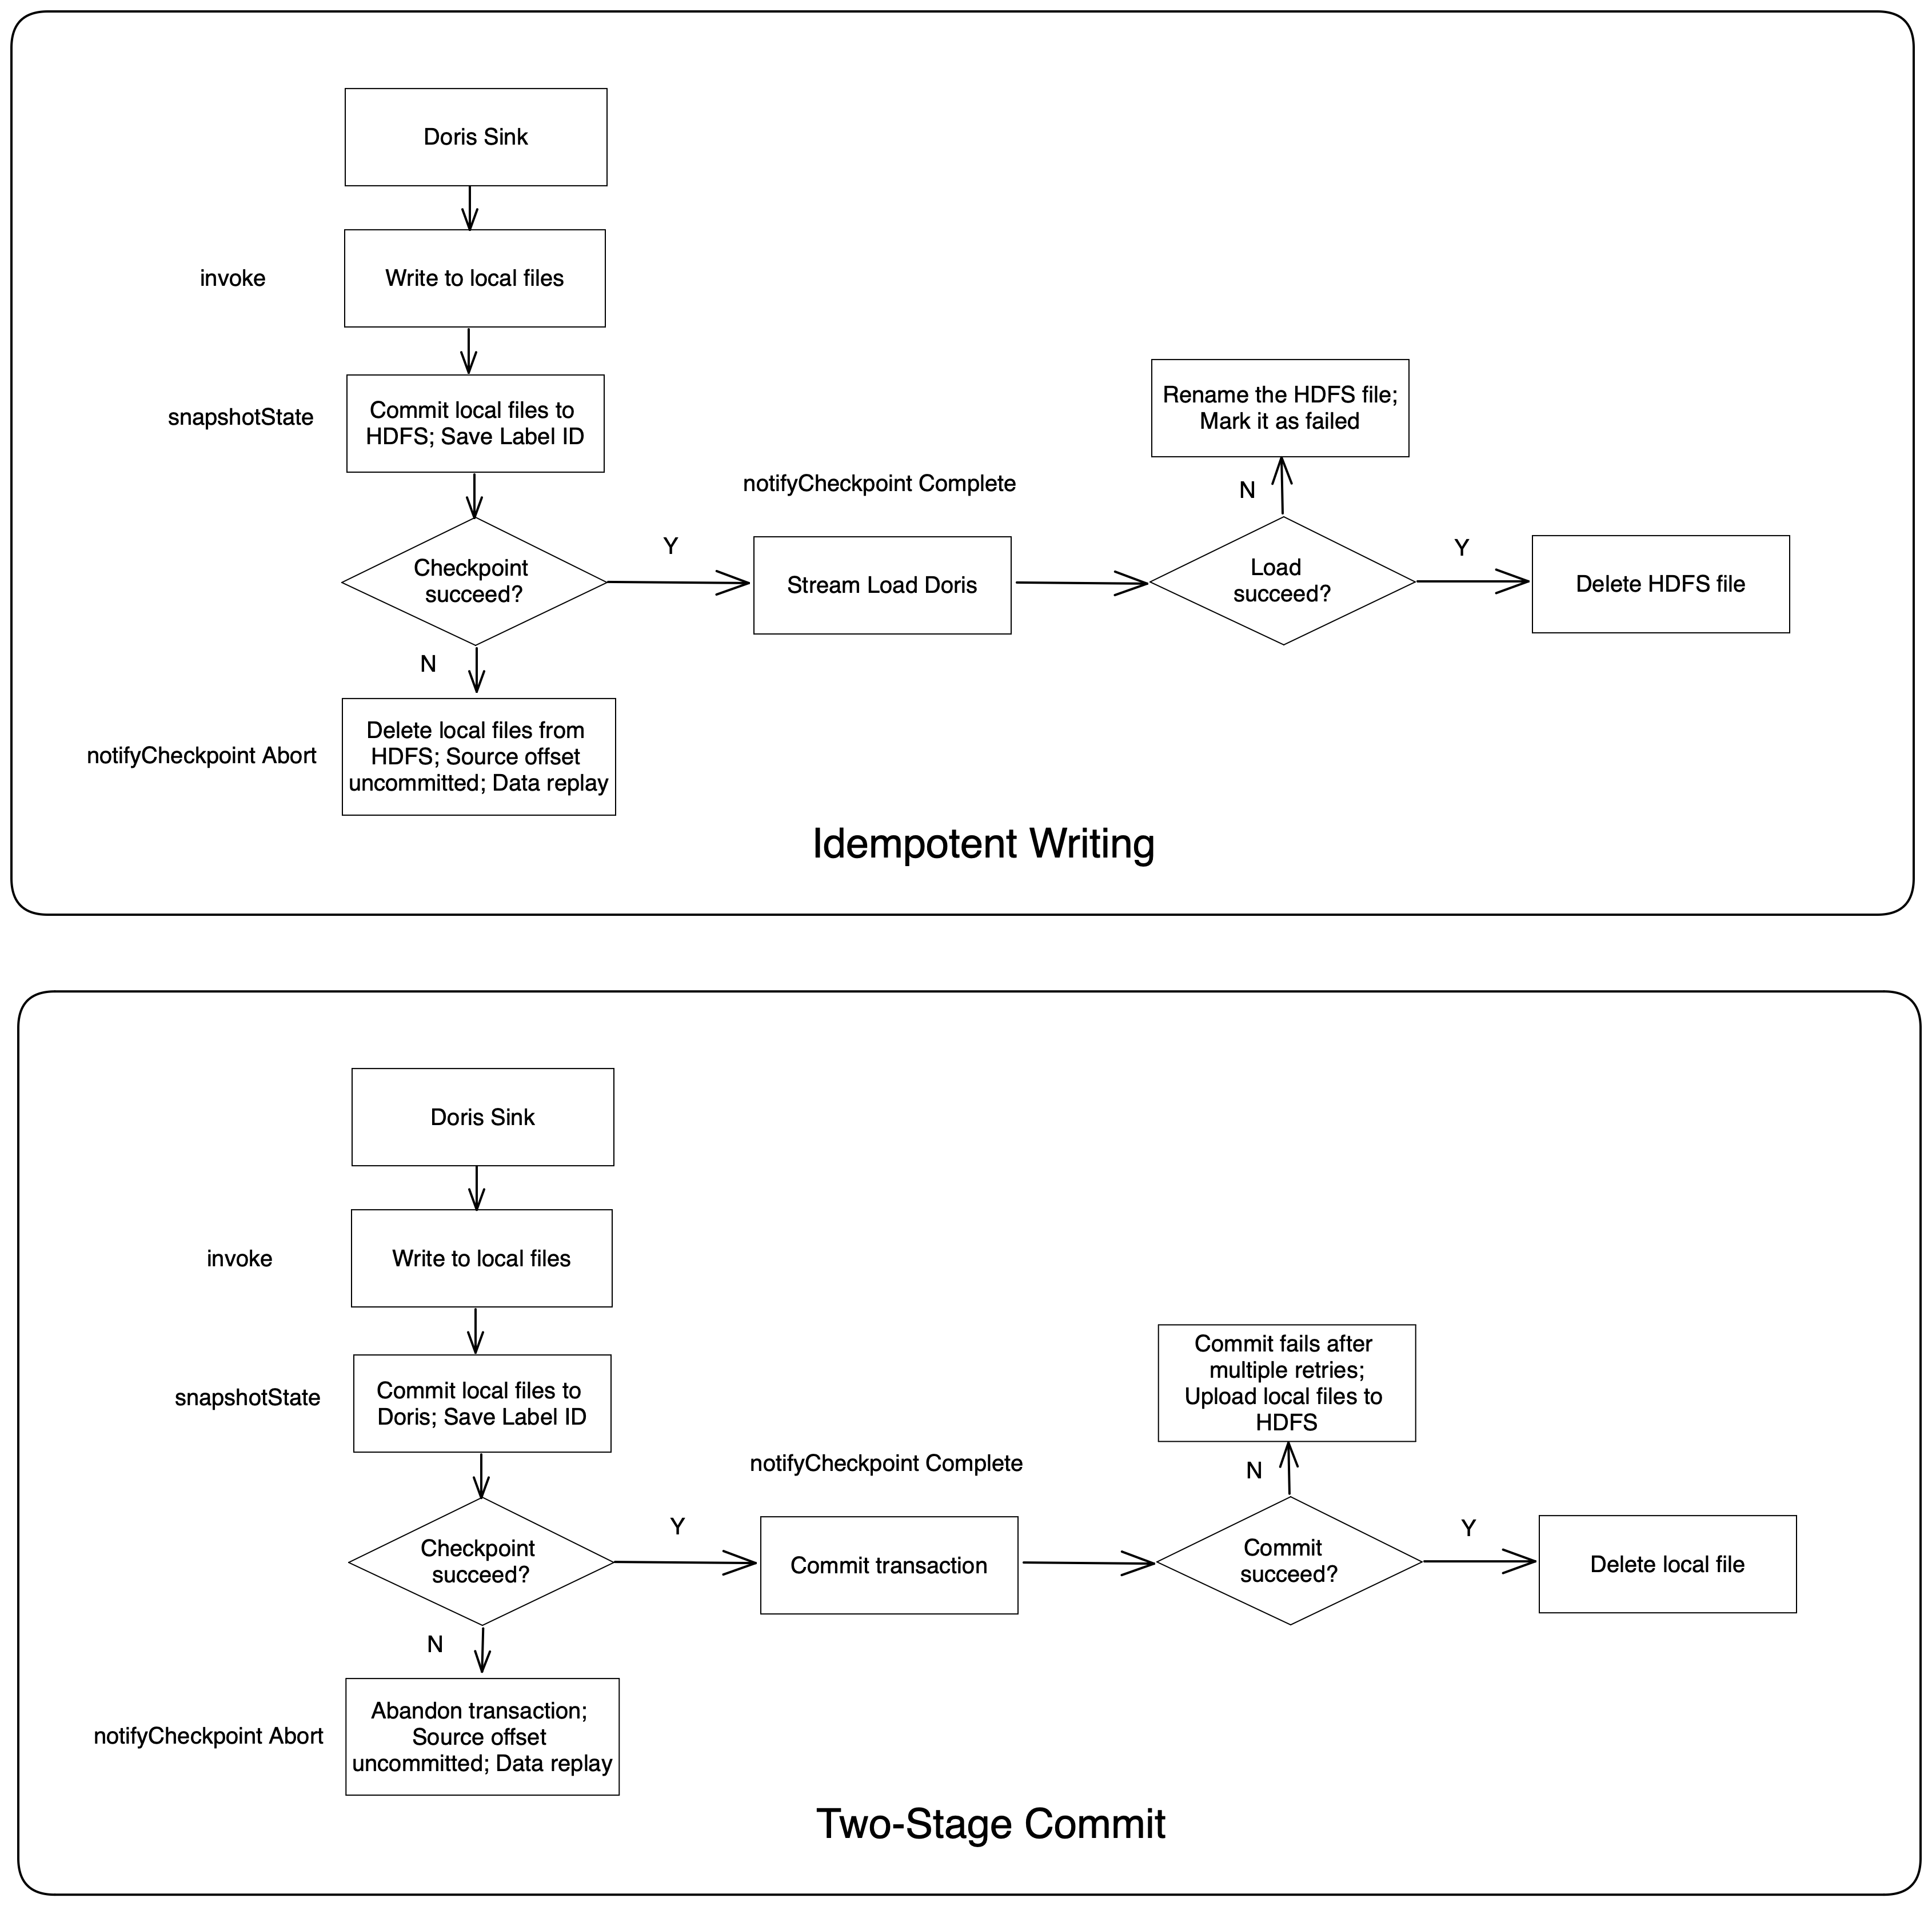 Doris Sink
invoke
Write to local files
snapshotState
Commit local files to
HDFS; Save Label ID
Rename the HDFS file;
Mark it as failed
N
notifyCheckpoint Complete
Checkpoint
succeed?
Y
Stream Load Doris
Load
succeed?
Y
Delete HDFS file
N
notifyCheckpoint Abort
Delete local files from
HDFS; Source offset
uncommitted; Data replay
Idempotent Writing
Doris Sink
invoke
Write to local files
snapshotState
Commit local files to
Doris; Save Label ID
Commit fails after
multiple retries;
Upload local files to
HDFS
N
notifyCheckpoint Complete
Checkpoint
succeed?
Y
Commit transaction
Commit
succeed?
Y
Delete local file
N
notifyCheckpoint Abort
Abandon transaction;
Source offset
uncommitted; Data replay
Two-Stage Commit